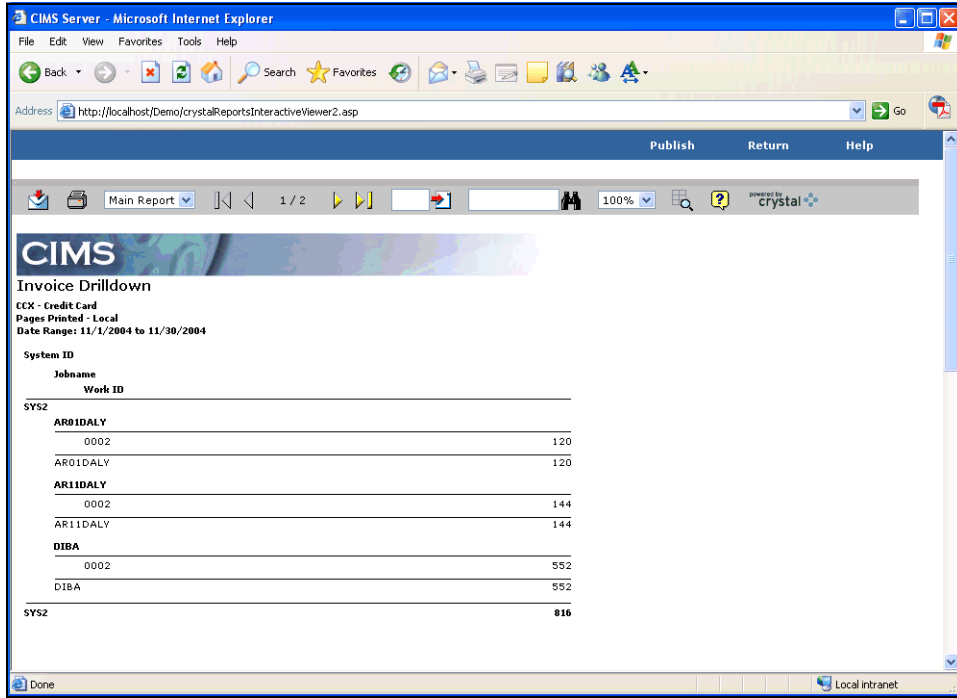 CIMS Server - Microsoft Internet Explorer
File Edit View Favorites Tools Help
Back Search Favorites
Address http://localhost/Demo/crystalReportsInteractiveViewer2.asp Go
Publish Return Help
Main Report 1 / 2 100% powered by crystal
CIMS
Invoice Drilldown
CCX - Credit Card
Pages Printed - Local
Date Range: 11/1/2004 to 11/30/2004
System ID
Jobname
Work ID
SYS2
AR01DALY
0002 120
AR01DALY 120
AR11DALY
0002 144
AR11DALY 144
DIBA
0002 552
DIBA 552
SYS2 816
Done Local intranet